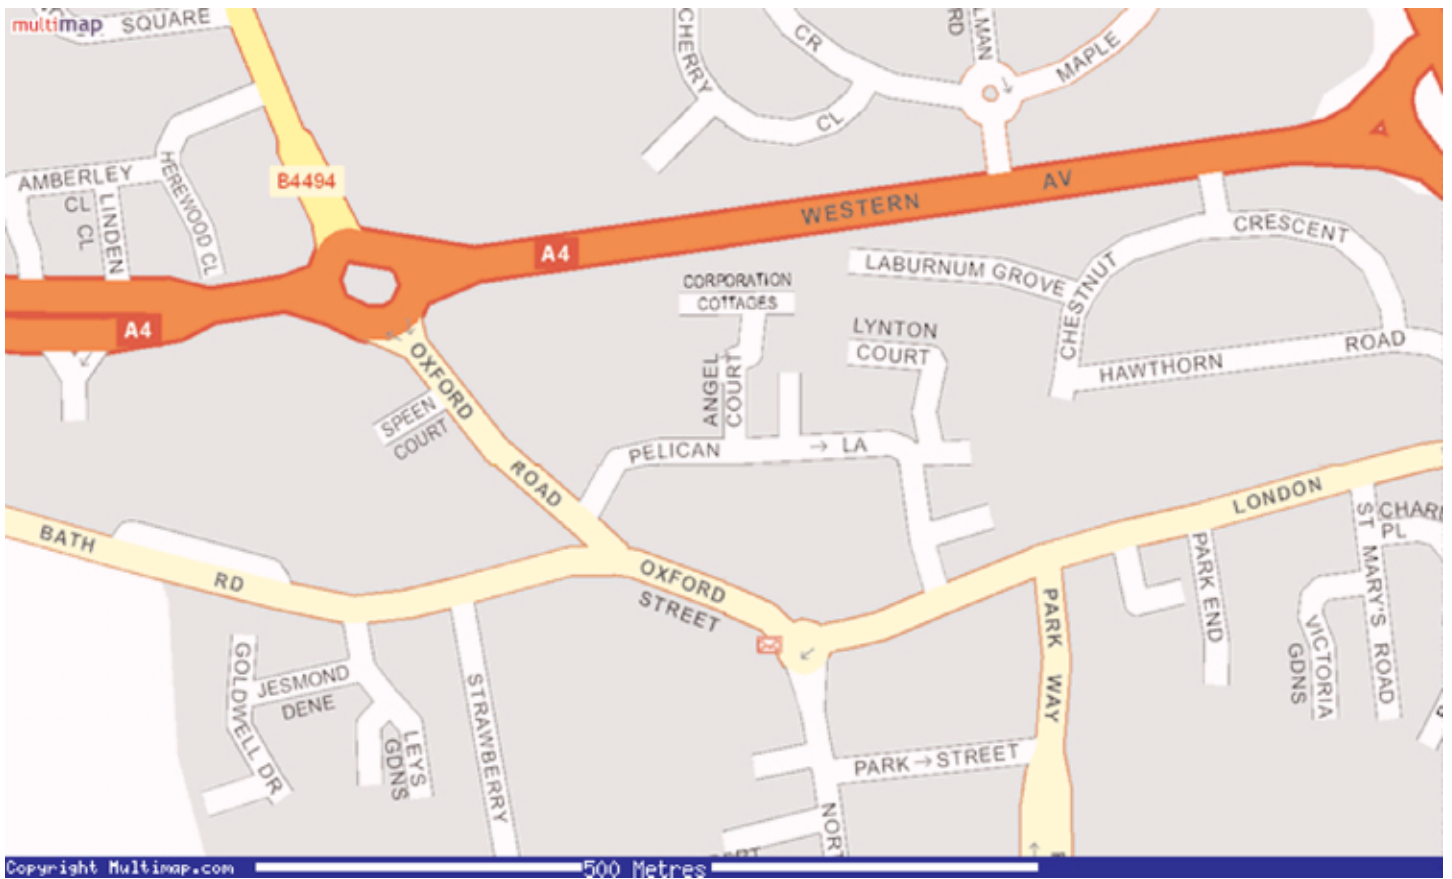 multimap
SQUARE
CHERRY
CR
LMAN
RD
MAPLE
CL
AMBERLEY
CL
LINDEN
CL
HEREWOOD CL
B4494
WESTERN
AV
A4
A4
CORPORATION
COTTAGES
LABURNUM GROVE
CHESTNUT
CRESCENT
LYNTON
COURT
HAWTHORN
ROAD
ANGEL
COURT
OXFORD
ROAD
SPEEN
COURT
PELICAN
→ LA
BATH
RD
OXFORD
STREET
LONDON
PARK
WAY
PARK END
ST MARY'S ROAD
CHARL
PL
VICTORIA
GDNS
GOLDWELL DR
JESMOND
DENE
LEYS
GDNS
STRAWBERRY
PARK → STREET
NORT
Copyright Multimap.com
500 Metres